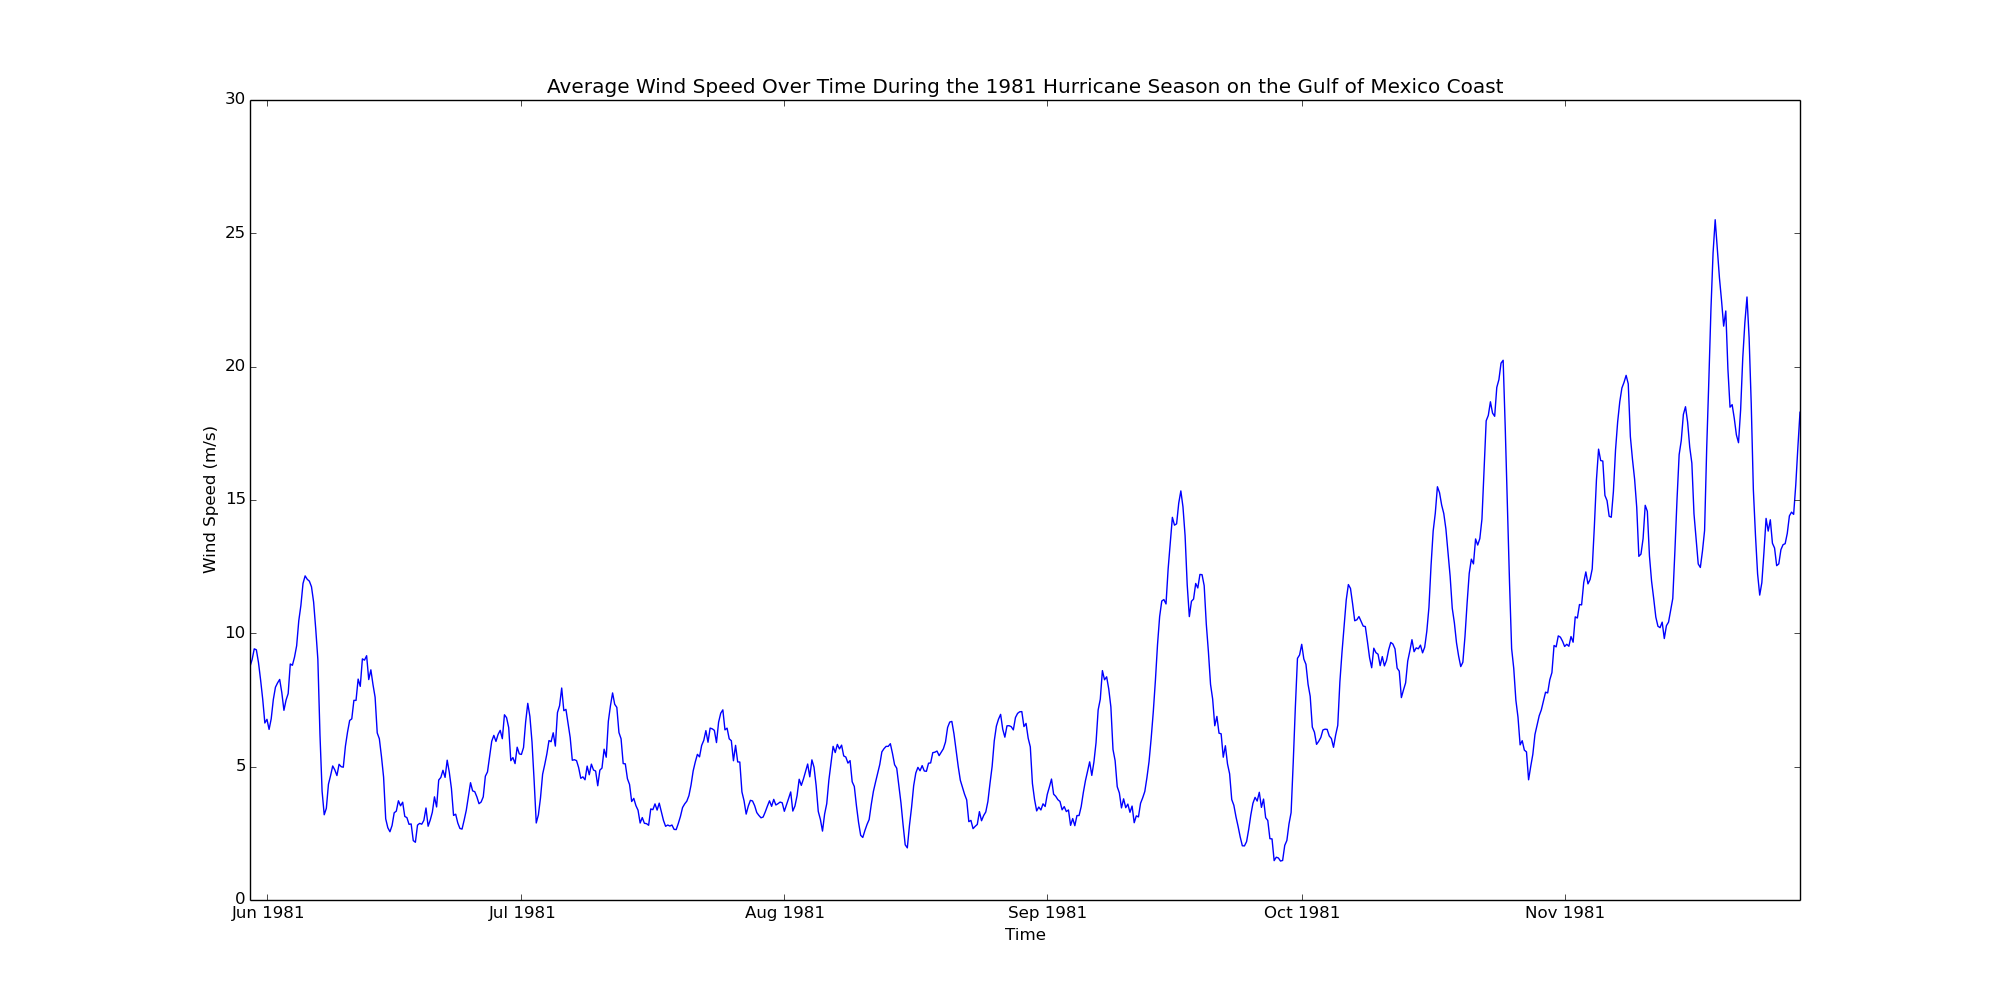 Average Wind Speed Over Time During the 1981 Hurricane Season on the Gulf of Mexico Coast
30
25
20
15
10
5
0
Wind Speed (m/s)
Jun 1981
Jul 1981
Aug 1981
Sep 1981
Oct 1981
Nov 1981
Time